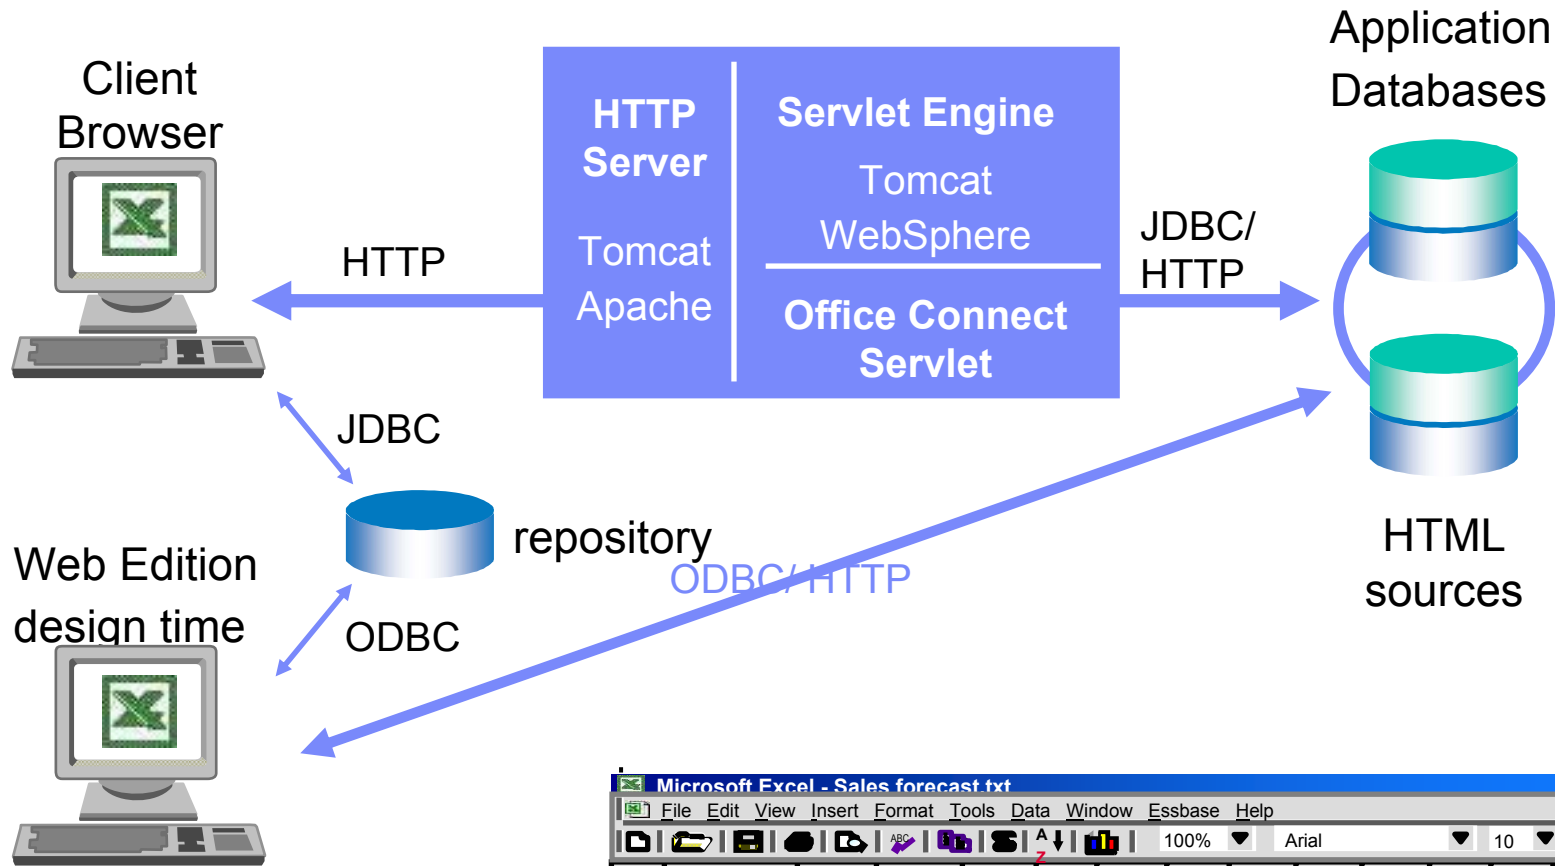 Client
Browser
HTTP
HTTP
Server
Tomcat
Apache
Servlet Engine
Tomcat
WebSphere
Office Connect
Servlet
JDBC/
HTTP
Application
Databases
HTML
sources
JDBC
repository
ODBC/ HTTP
Web Edition
design time
ODBC
Microsoft Excel - Sales forecast.txt
File Edit View Insert Format Tools Data Window Essbase Help
ABC
A
Z
100% Arial 10